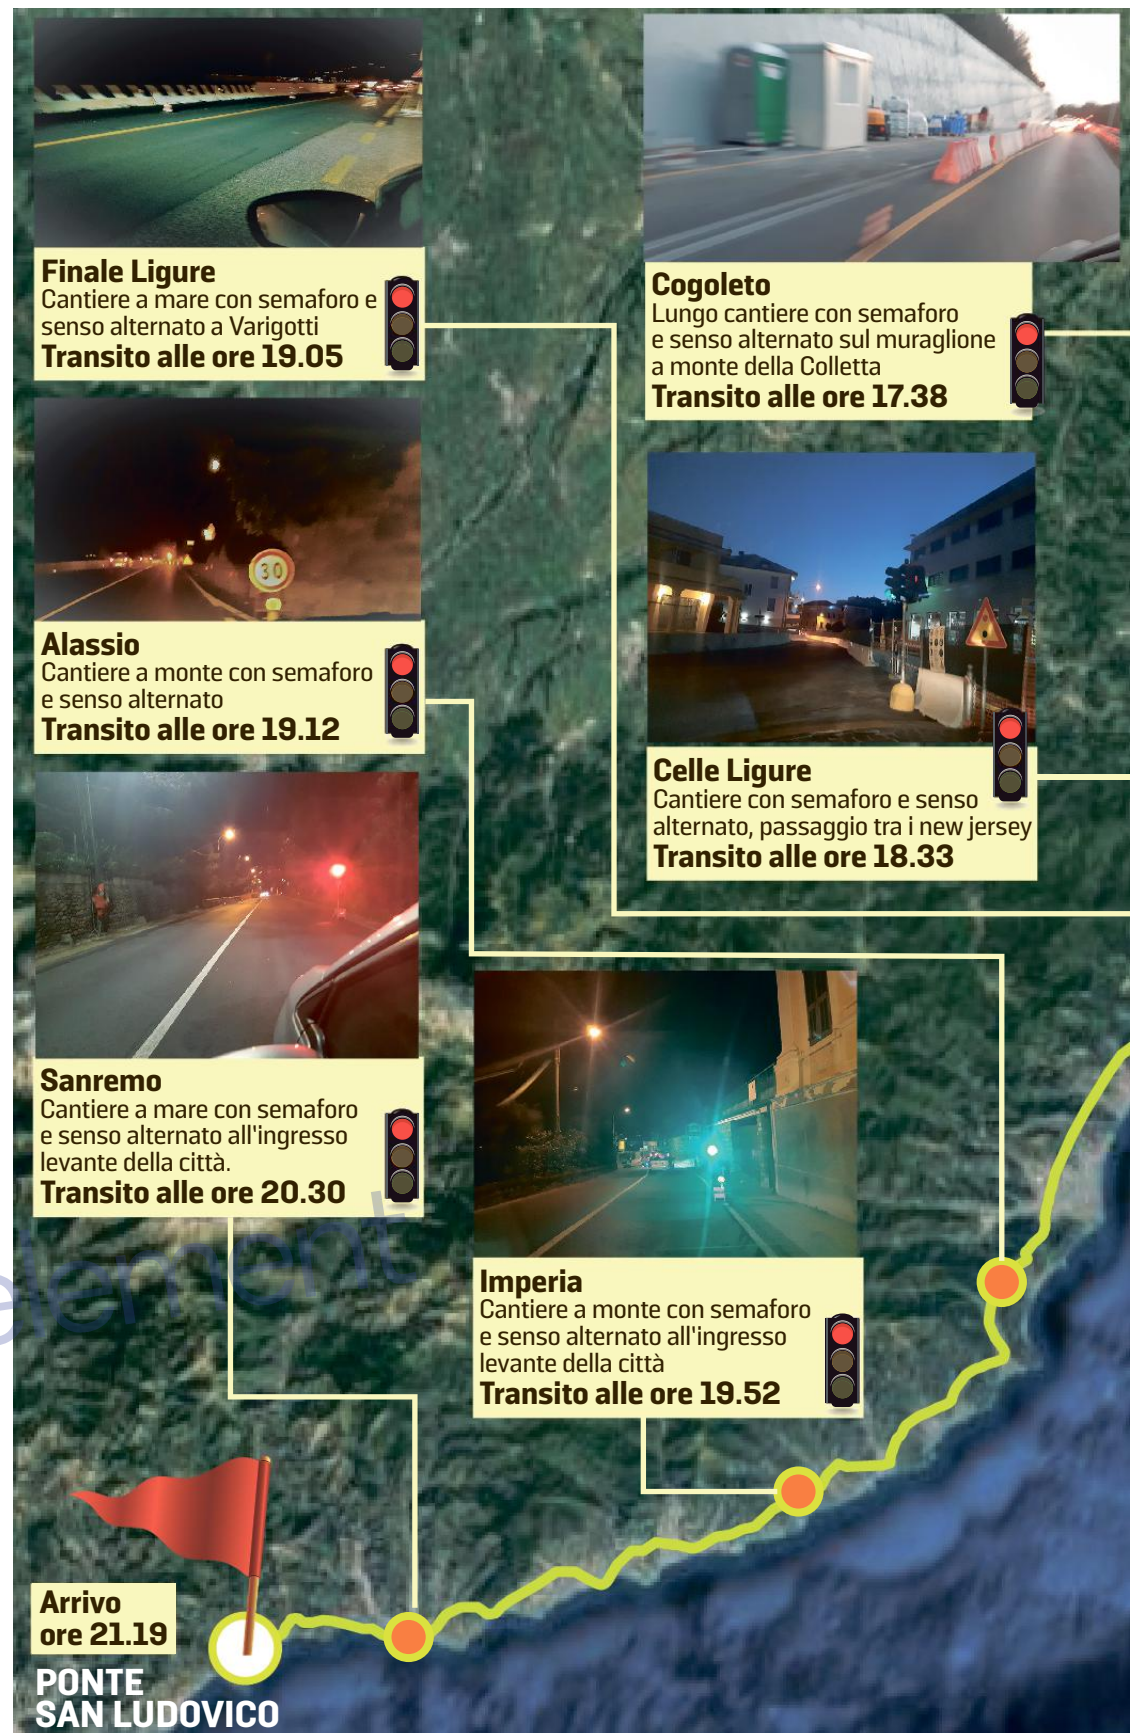 Finale Ligure
Cantiere a mare con semaforo e
senso alternato a Varigotti
Transito alle ore 19.05
Cogoleto
Lungo cantiere con semaforo
e senso alternato sul muraglione
a monte della Colletta
Transito alle ore 17.38
30
Alassio
Cantiere a monte con semaforo
e senso alternato
Transito alle ore 19.12
Celle Ligure
Cantiere con semaforo e senso
alternato, passaggio tra i new jersey
Transito alle ore 18.33
Sanremo
Cantiere a mare con semaforo
e senso alternato all'ingresso
levante della città.
Transito alle ore 20.30
element
Imperia
Cantiere a monte con semaforo
e senso alternato all'ingresso
levante della città
Transito alle ore 19.52
Arrivo
ore 21.19
PONTE
SAN LUDOVICO